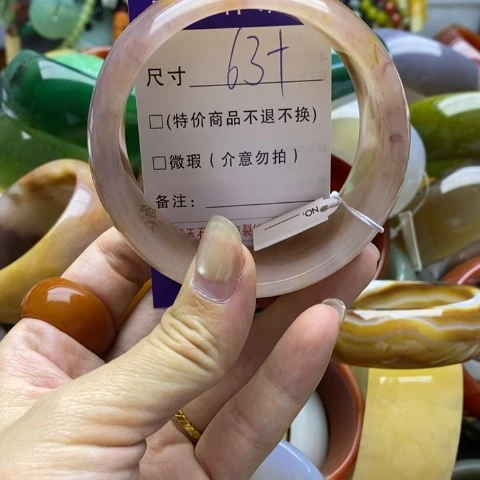 尺寸 63+
□(特价商品不退不换)
□微瑕(介意勿拍)
备注:
NO: